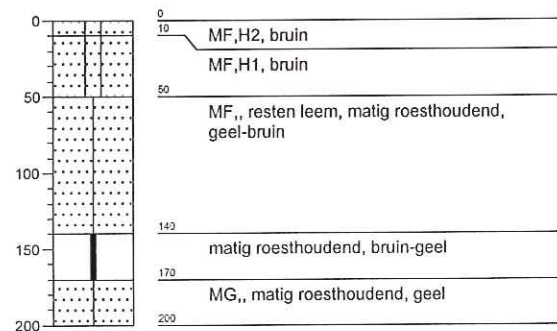 0
50
100
150
200
0
MF,H2, bruin
10
MF,H1, bruin
50
MF,, resten leem, matig roesthoudend,
geel-bruin
140
matig roesthoudend, bruin-geel
170
MG,, matig roesthoudend, geel
200